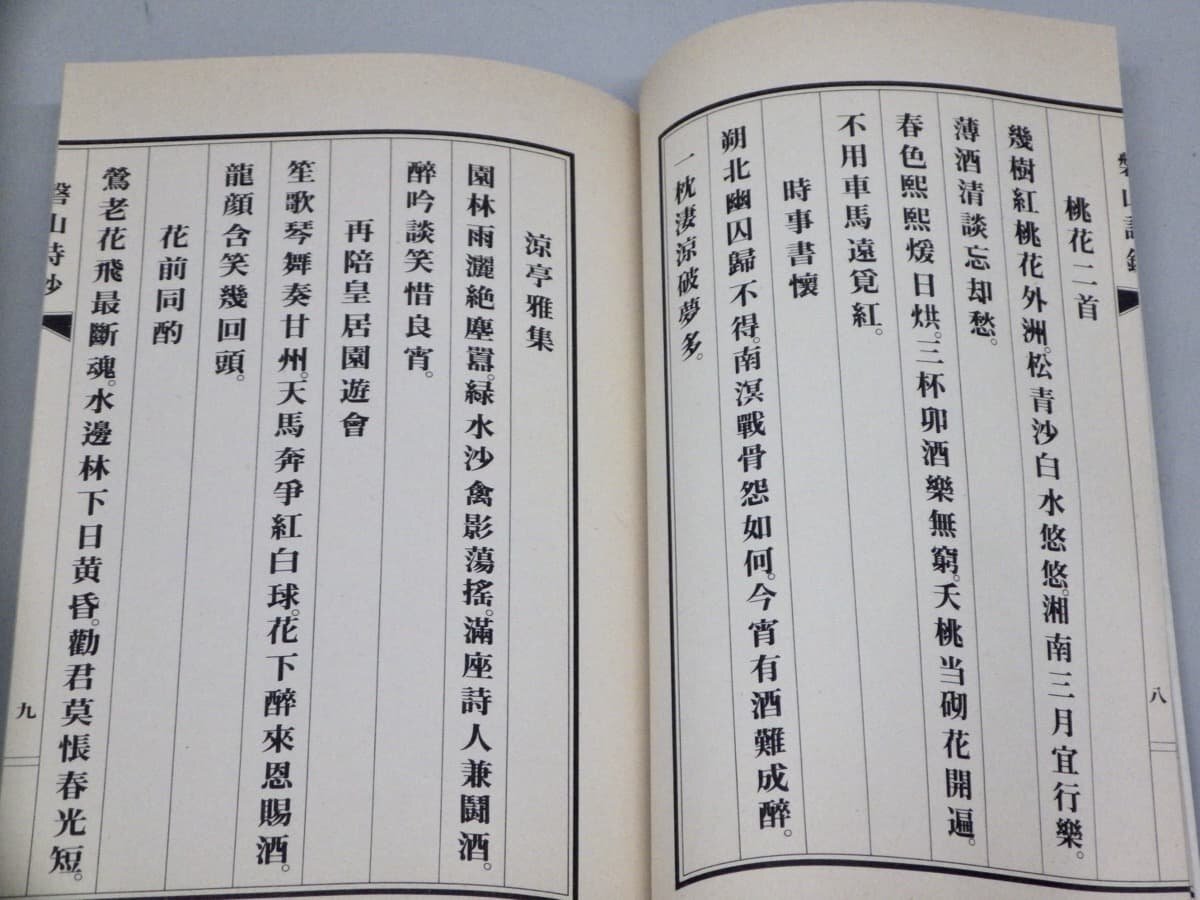 桃花二首
幾樹紅桃花外洲。松青沙白水悠悠。湘南三月宜行樂。
薄酒清談忘却愁。
春色熙熙煖日烘。三杯卯酒樂無窮。夭桃当砌花開遍。
不用車馬遠覓紅。
時事書懷
朔北幽囚歸不得。南溟戰骨怨如何。今宵有酒難成醉。
一枕淒涼破夢多。
八
涼亭雅集
園林雨灑絶塵囂。緑水沙禽影蕩搖。滿座詩人兼鬪酒。
醉吟談笑惜良宵。
再陪皇居園遊會
笙歌琴舞奏甘州。天馬奔爭紅白球。花下醉來恩賜酒。
龍顔含笑幾回頭。
花前同酌
鶯老花飛最斷魂。水邊林下日黄昏。勸君莫悵春光短。
山詩鈔
九